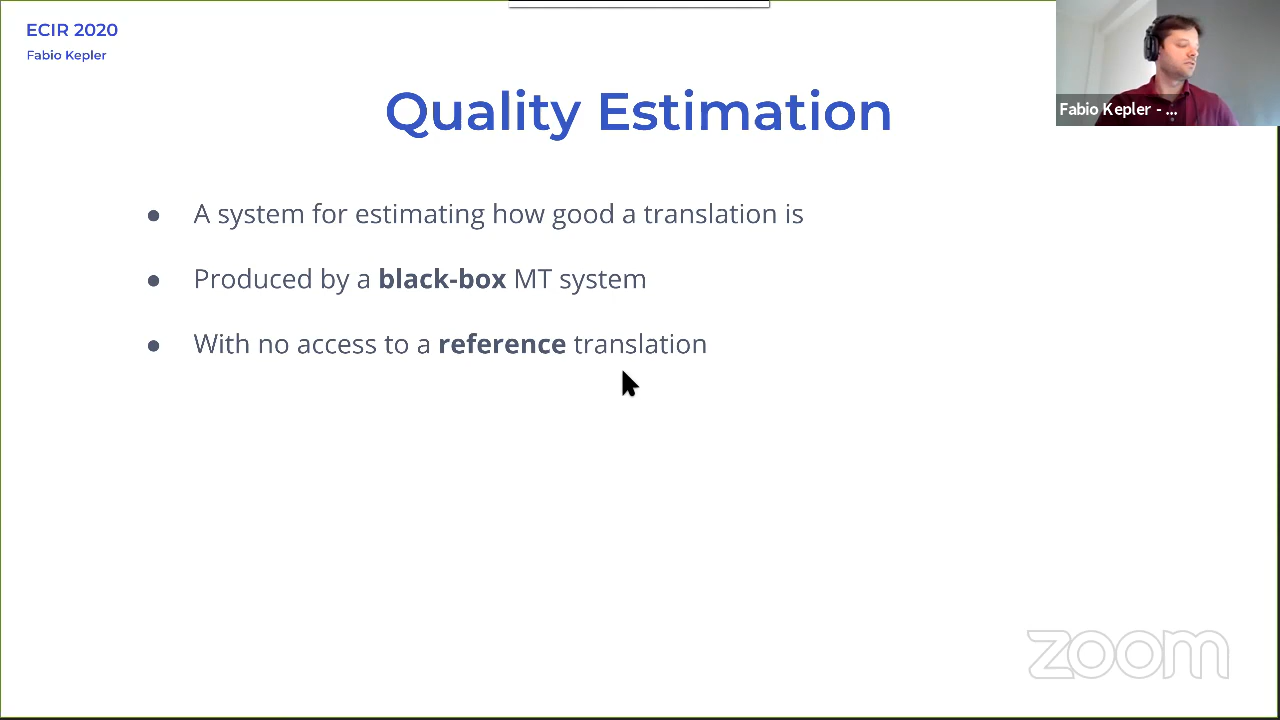 ECIR 2020
Fabio Kepler
Quality Estimation
Fabio Kepler - ...
● A system for estimating how good a translation is
● Produced by a black-box MT system
● With no access to a reference translation
zoom